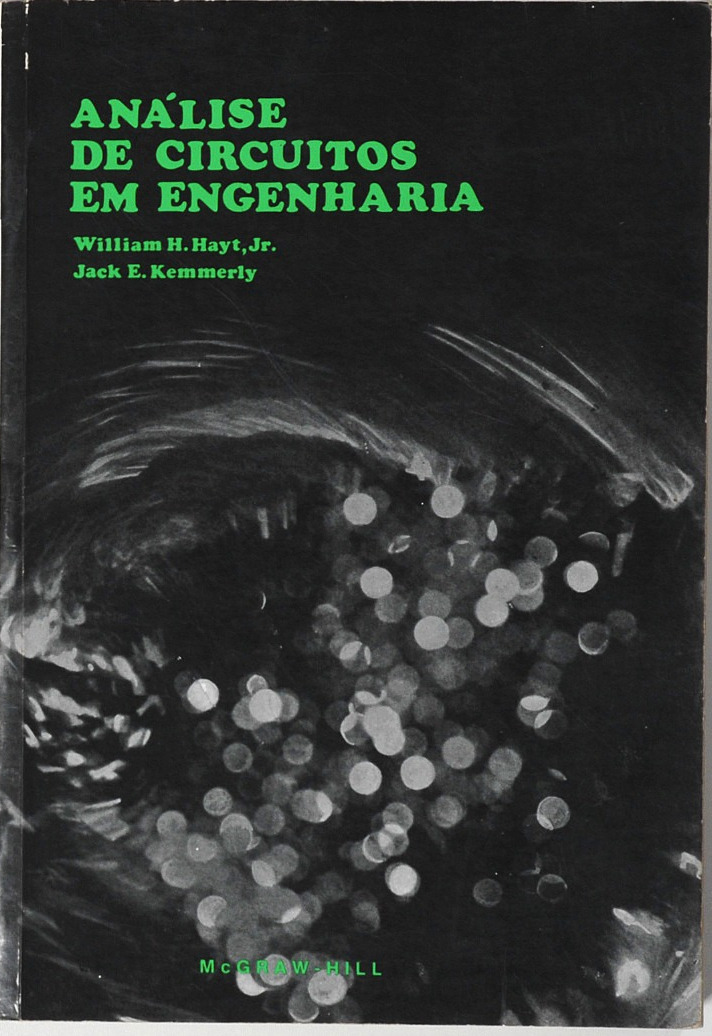 ANÁLISE
DE CIRCUITOS
EM ENGENHARIA
William H. Hayt, Jr.
Jack E. Kemmerly
McGRAW-HILL